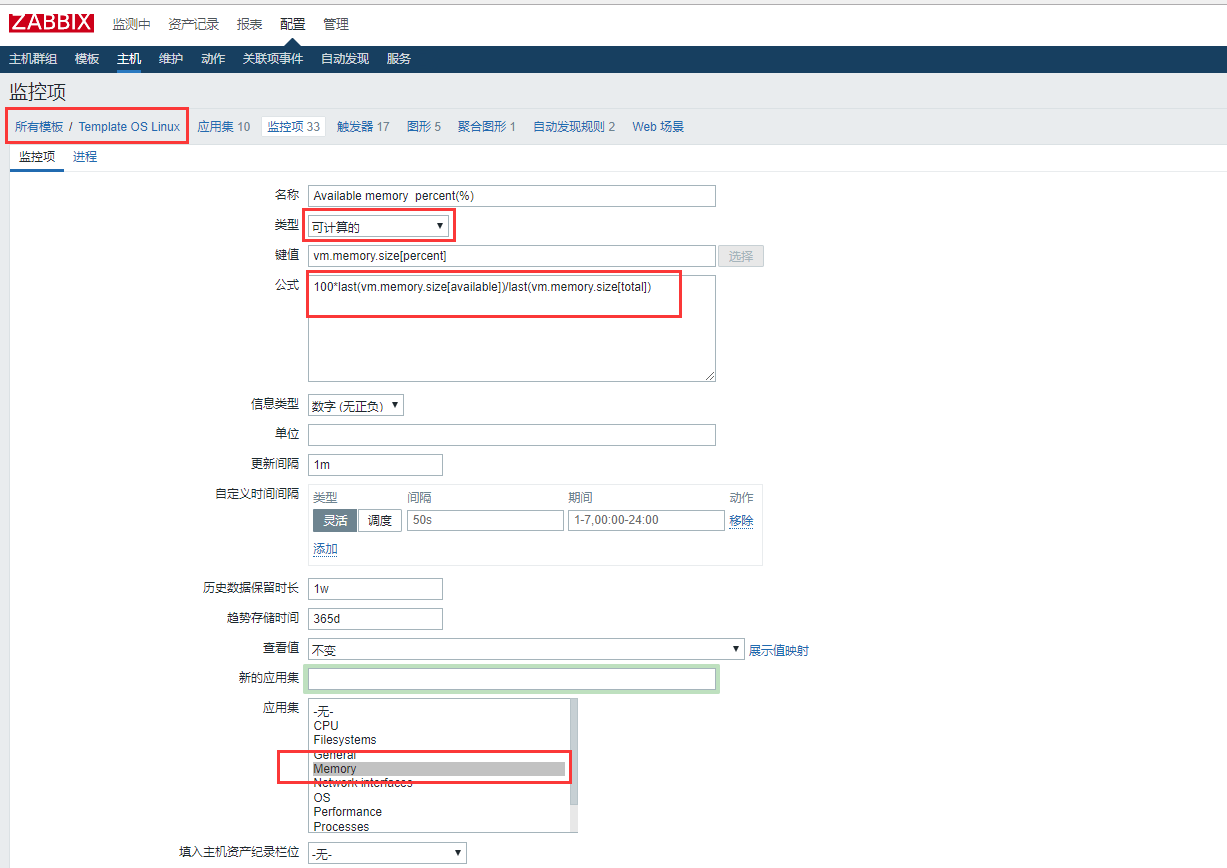 ZABBIX 监测中 资产记录 报表 配置 管理
主机群组 模板 主机 维护 动作 关联项事件 自动发现 服务
监控项
所有模板 / Template OS Linux 应用集 10 监控项 33 触发器 17 图形 5 聚合图形 1 自动发现规则 2 Web 场景
监控项 进程
名称 Available memory percent(%)
类型 可计算的
键值 vm.memory.size[percent] 选择
公式 100*last(vm.memory.size[available])/last(vm.memory.size[total])
信息类型 数字 (无正负)
单位
更新间隔 1m
自定义时间间隔 类型 间隔 期间 动作
灵活 调度 50s 1-7,00:00-24:00 移除
添加
历史数据保留时长 1w
趋势存储时间 365d
查看值 不变 展示值映射
新的应用集
应用集 -无-
CPU
Filesystems
General
Memory
Network interfaces
OS
Performance
Processes
填入主机资产纪录栏位 -无-